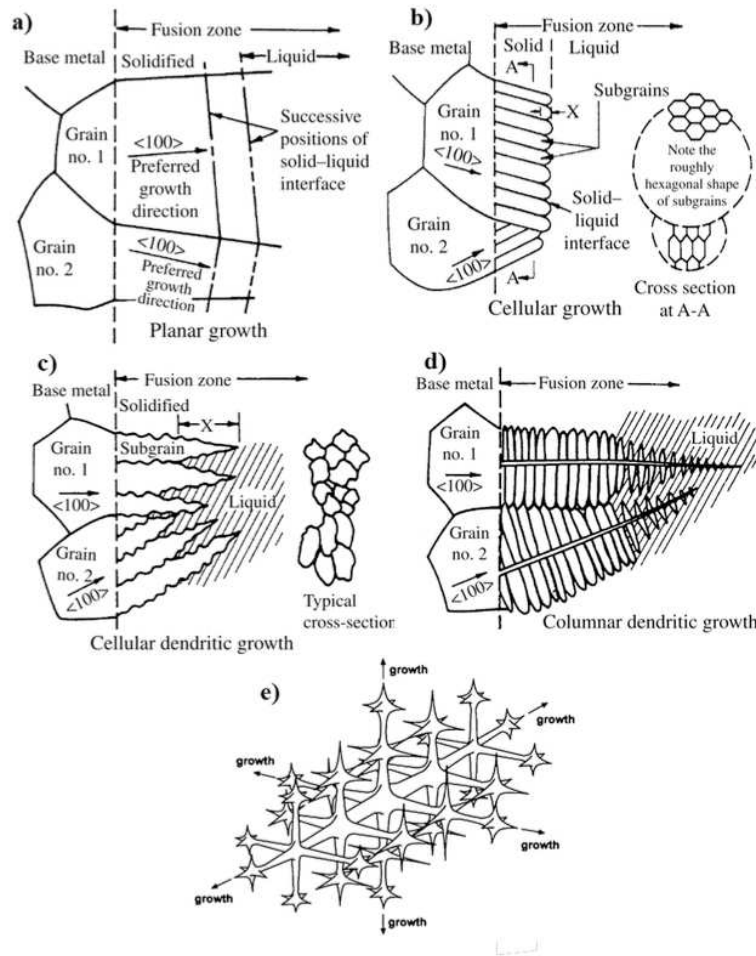 a)
Fusion zone
Base metal
Solidified
Liquid
Grain
no. 1
<100>
Preferred
growth
direction
Successive
positions of
solid–liquid
interface
Grain
no. 2
<100>
Preferred
growth
direction
Planar growth
b)
Fusion zone
Base metal
Solid
Liquid
A
Subgrains
X
Grain
no. 1
<100>
Grain
no. 2
<100>
A
Solid–
liquid
interface
Note the
roughly
hexagonal shape
of subgrains
Cross section
at A-A
Cellular growth
c)
Base metal
Fusion zone
Solidified
X
Grain
no. 1
Subgrain
<100>
Liquid
Grain
no. 2
<100>
Typical
cross-section
Cellular dendritic growth
d)
Base metal
Fusion zone
Liquid
Grain
no. 1
<100>
Grain
no. 2
<100>
Columnar dendritic growth
e)
growth
growth
growth
growth
growth
growth